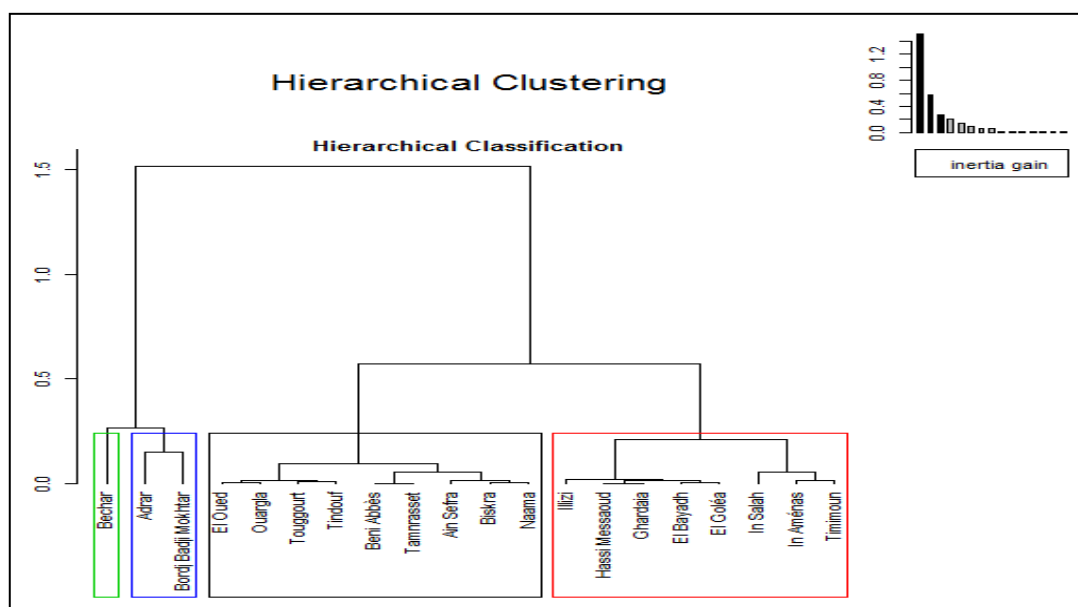 Hierarchical Clustering
Hierarchical Classification
0.0 0.4 0.8 1.2
inertia gain
0.0 0.5 1.0 1.5
Bechar
Adrar
Bordj Badji Mokhtar
El Oued
Ouargla
Touggourt
Tindouf
Beni Abbès
Tamrasset
Ain Sefra
Biskra
Naama
Illizi
Hassi Messaoud
Ghardaia
El Bayadh
El Goléa
In Salah
In Aménas
Timimoun